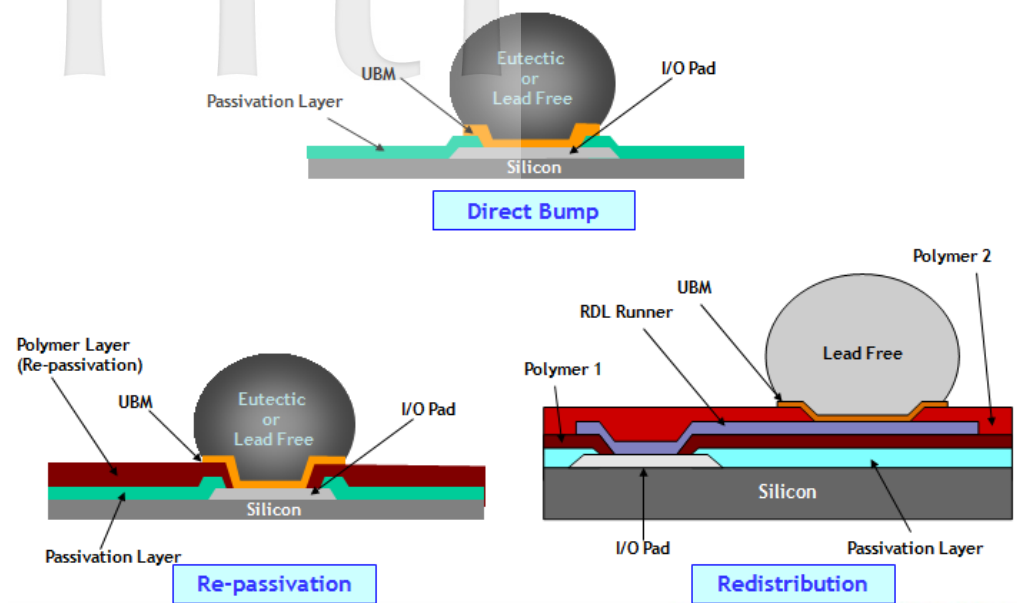 Eutectic
or
Lead Free
UBM
I/O Pad
Passivation Layer
Silicon
Direct Bump
Polymer Layer
(Re-passivation)
UBM
Eutectic
or
Lead Free
I/O Pad
Silicon
Passivation Layer
Re-passivation
Polymer 2
UBM
RDL Runner
Lead Free
Polymer 1
Silicon
I/O Pad
Passivation Layer
Redistribution